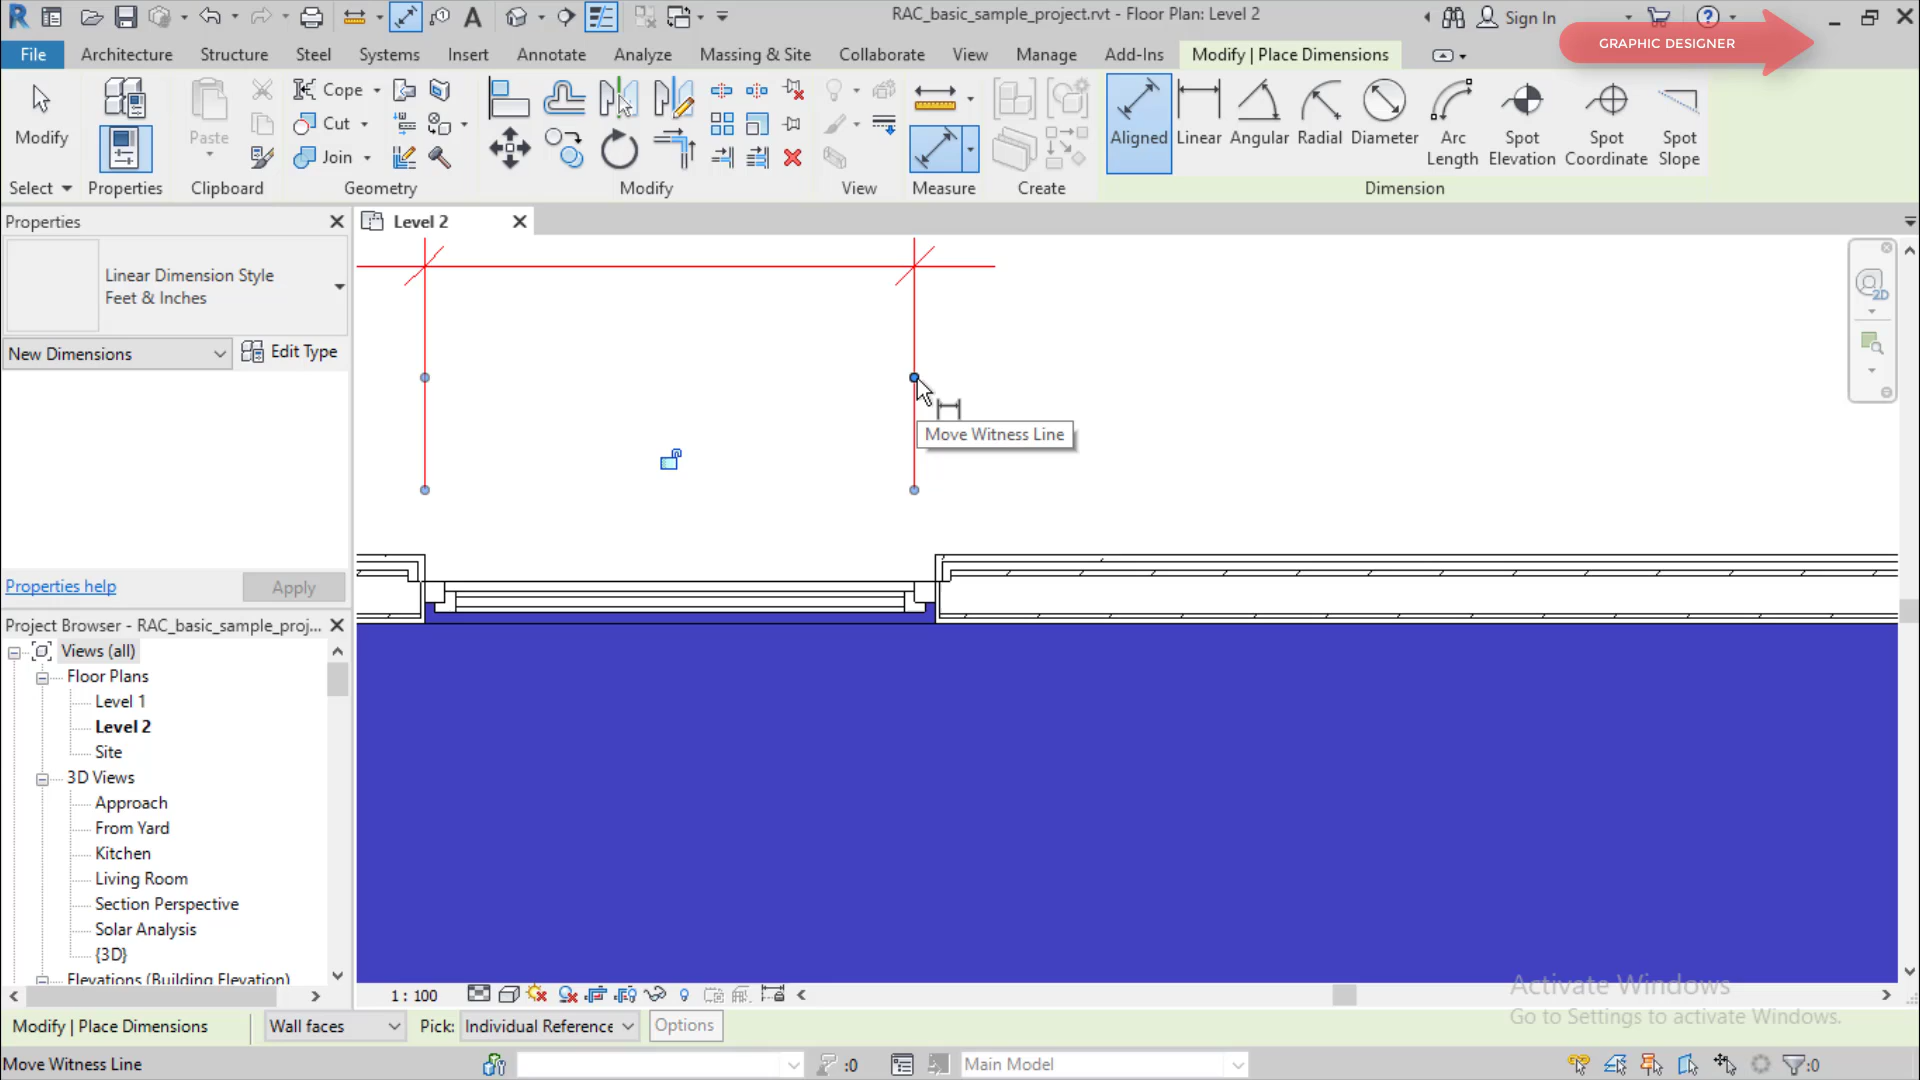 RAC_basic_sample_project.rvt - Floor Plan: Level 2
Sign In
GRAPHIC DESIGNER
File
Architecture
Structure
Steel
Systems
Insert
Annotate
Analyze
Massing & Site
Collaborate
View
Manage
Add-Ins
Modify | Place Dimensions
Modify
Paste
Cope
Cut
Join
Aligned
Linear
Angular
Radial
Diameter
Arc
Length
Spot
Elevation
Spot
Coordinate
Spot
Slope
Select
Properties
Clipboard
Geometry
Modify
View
Measure
Create
Dimension
Properties
Level 2
Linear Dimension Style
Feet & Inches
2D
New Dimensions
Edit Type
Move Witness Line
Properties help
Apply
Project Browser - RAC_basic_sample_proj...
Views (all)
Floor Plans
Level 1
Level 2
Site
3D Views
Approach
From Yard
Kitchen
Living Room
Section Perspective
Solar Analysis
{3D}
Elevations (Building Elevation)
1 : 100
Activate Windows
Go to Settings to activate Windows.
Modify | Place Dimensions
Wall faces
Pick:
Individual Reference
Options
Move Witness Line
:0
Main Model
:0